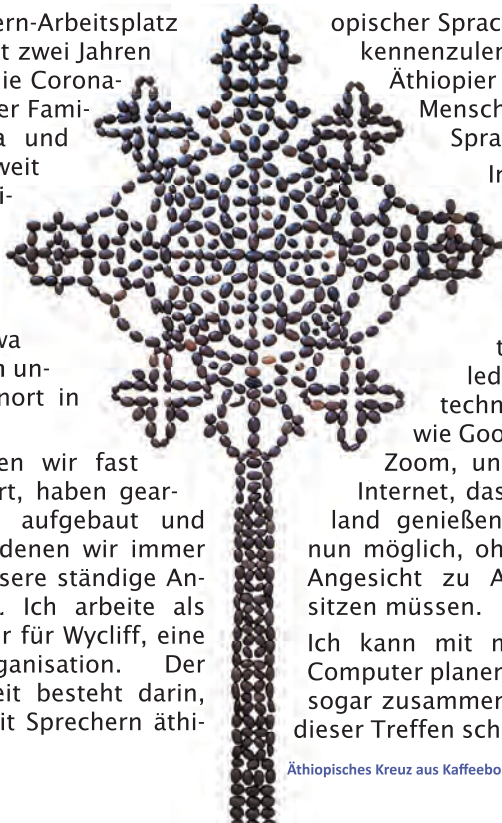 ern-Arbeitsplatz
t zwei Jahren
ie Corona-
er Fami-
a und
weit
i-
wa
n un-
nort in
en wir fast
rt, haben gear-
aufgebaut und
denen wir immer
sere ständige An-
. Ich arbeite als
r für Wycliff, eine
ganisation. Der
eit besteht darin,
it Sprechern äthi-
opischer Sprac
kennenzuler
Äthiopier
Mensch
Spra
In
t
led
techn
wie Goo
Zoom, un
Internet, das
land genießen
nun möglich, oh
Angesicht zu A
sitzen müssen.
Ich kann mit n
Computer planen
sogar zusammen
dieser Treffen sch
Äthiopisches Kreuz aus Kaffeebo